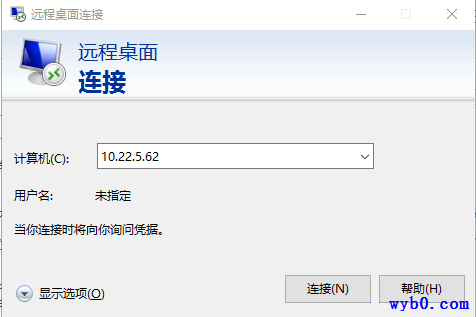 远程桌面连接
远程桌面
连接
计算机(C): 10.22.5.62
用户名: 未指定
当你连接时将向你询问凭据。
显示选项(O) 连接(N) 帮助(H)
wyb0.com